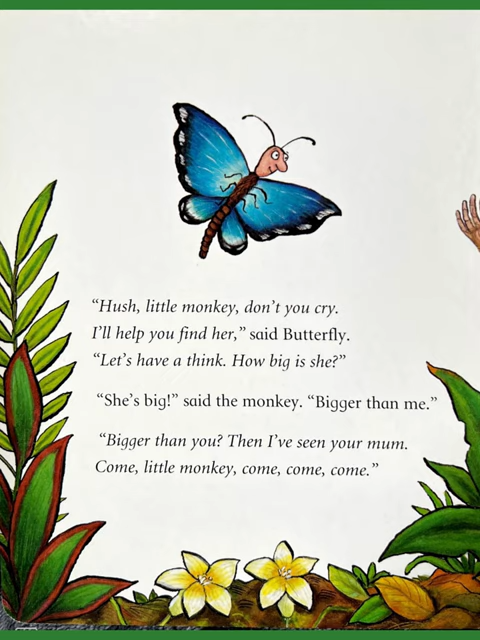 “Hush, little monkey, don’t you cry.
I’ll help you find her,” said Butterfly.
“Let’s have a think. How big is she?”
“She’s big!” said the monkey. “Bigger than me.”
“Bigger than you? Then I’ve seen your mum.
Come, little monkey, come, come, come.”